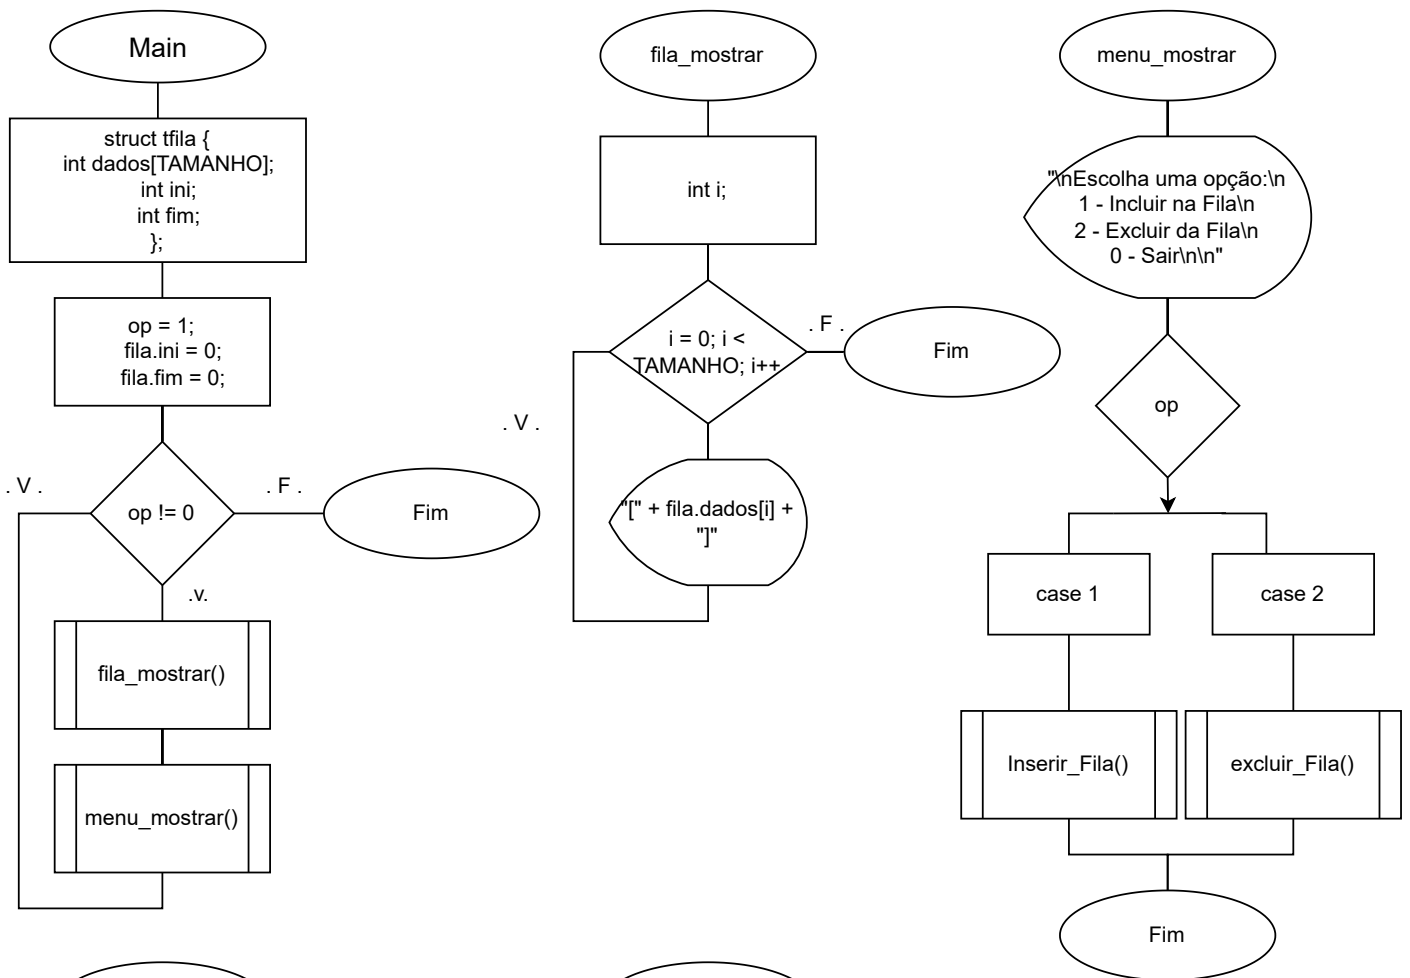 Main
struct tfila {
int dados[TAMANHO];
int ini;
int fim;
};
op = 1;
fila.ini = 0;
fila.fim = 0;
. V .
op != 0
. F .
Fim
.v.
fila_mostrar()
menu_mostrar()
fila_mostrar
int i;
i = 0; i <
TAMANHO; i++
. F .
Fim
. V .
"[" + fila.dados[i] +
"]"
menu_mostrar
"\nEscolha uma opção:\n
1 - Incluir na Fila\n
2 - Excluir da Fila\n
0 - Sair\n\n"
op
case 1
case 2
Inserir_Fila()
excluir_Fila()
Fim